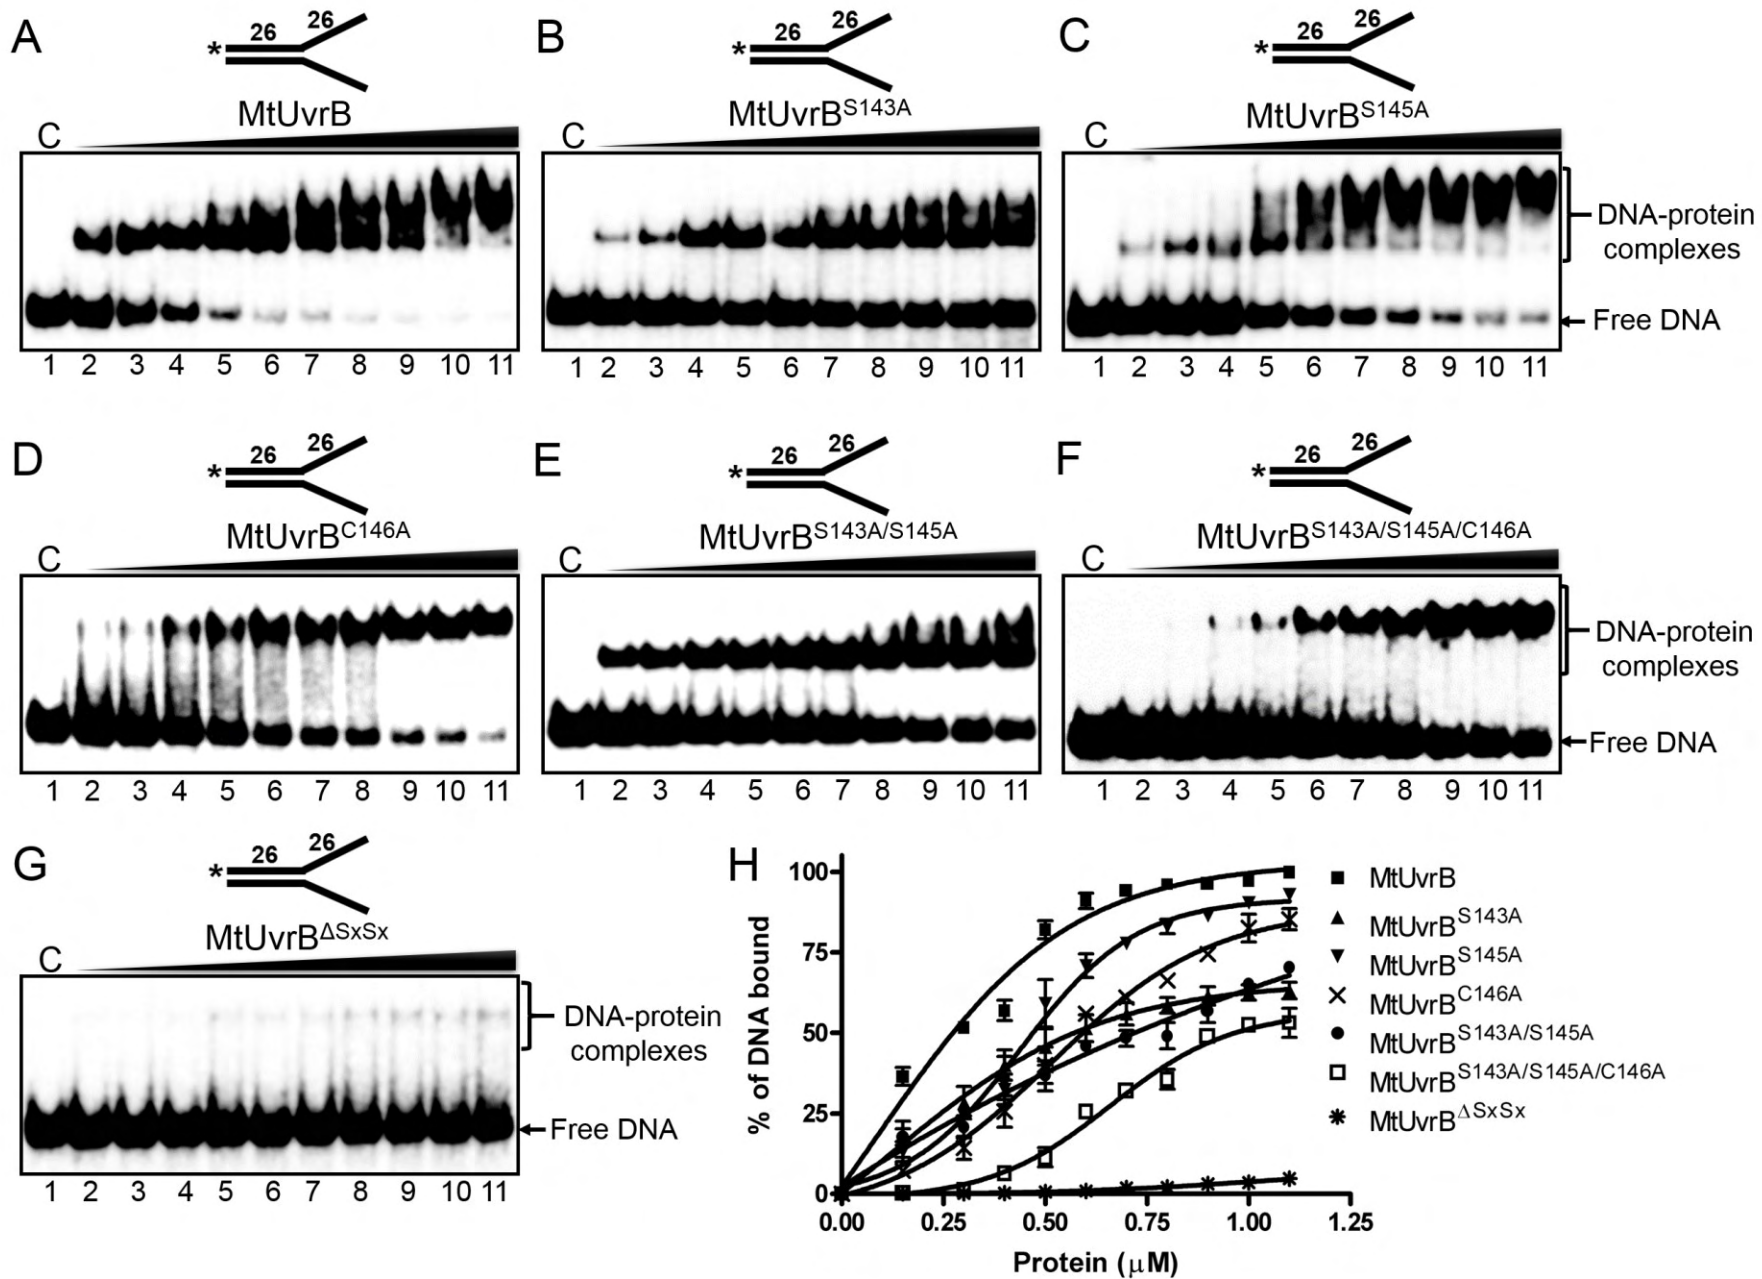 A
*
26
26
MtUvrB
C
1 2 3 4 5 6 7 8 9 10 11
B
*
26
26
MtUvrB^S143A
C
1 2 3 4 5 6 7 8 9 10 11
C
*
26
26
MtUvrB^S145A
C
DNA-protein
complexes
Free DNA
1 2 3 4 5 6 7 8 9 10 11
D
*
26
26
MtUvrB^C146A
C
1 2 3 4 5 6 7 8 9 10 11
E
*
26
26
MtUvrB^S143A/S145A
C
1 2 3 4 5 6 7 8 9 10 11
F
*
26
26
MtUvrB^S143A/S145A/C146A
C
DNA-protein
complexes
Free DNA
1 2 3 4 5 6 7 8 9 10 11
G
*
26
26
MtUvrB^ΔSxSx
C
DNA-protein
complexes
Free DNA
1 2 3 4 5 6 7 8 9 10 11
H
% of DNA bound
100
75
50
25
0
0.00 0.25 0.50 0.75 1.00 1.25
Protein (μM)
MtUvrB
MtUvrB^S143A
MtUvrB^S145A
MtUvrB^C146A
MtUvrB^S143A/S145A
MtUvrB^S143A/S145A/C146A
MtUvrB^ΔSxSx